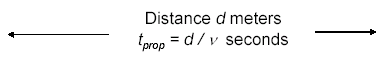 Distance d meters
tprop = d / ν seconds